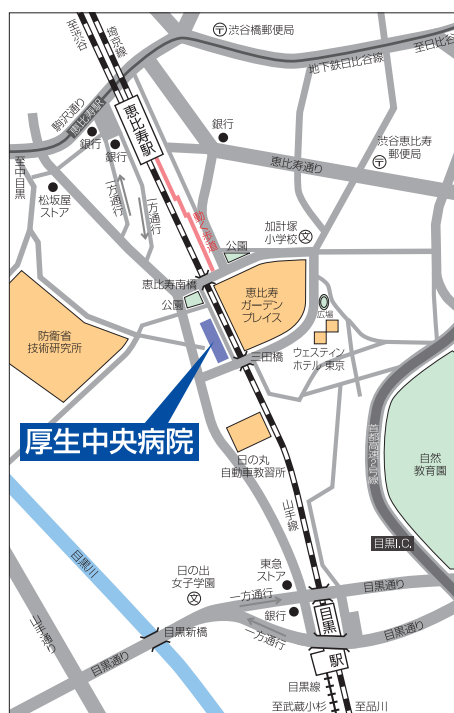 至渋谷
埼京線
渋谷橋郵便局
至日比谷
地下鉄日比谷線
駒沢通り
恵比寿駅
恵比寿駅
銀行
銀行
銀行
渋谷恵比寿
郵便局
恵比寿通り
至中目黒
松坂屋
ストア
一方通行
一方通行
動く歩道
加計塚
小学校
文
公園
恵比寿南橋
公園
恵比寿
ガーデン
プレイス
広場
防衛省
技術研究所
三田橋
ウェスティン
ホテル 東京
厚生中央病院
首都高速2号線
自然
教育園
日の丸
自動車教習所
山手線
目黒I.C.
目黒川
日の出
女子学園
文
東急
ストア
一方通行
目黒通り
銀行
目黒
駅
山手通り
目黒新橋
一方通行
目黒通り
目黒通り
目黒線
至武蔵小杉
至品川